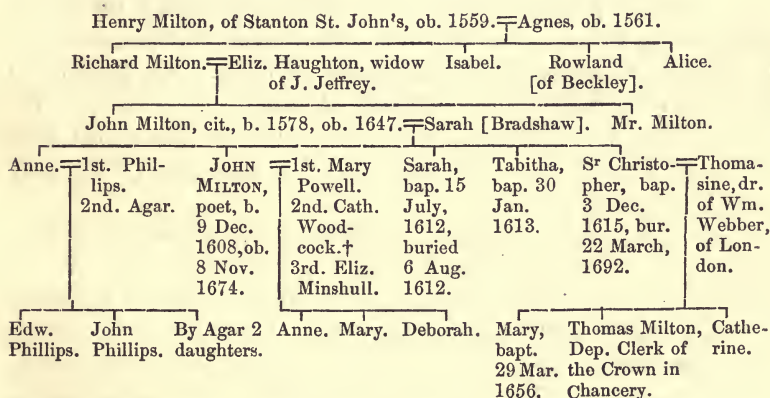 Henry Milton, of Stanton St. John's, ob. 1559.=Agnes, ob. 1561.
Richard Milton.=Eliz. Haughton, widow
of J. Jeffrey.
Isabel.
Rowland
[of Beckley].
Alice.
John Milton, cit., b. 1578, ob. 1647.=Sarah [Bradshaw].
Mr. Milton.
Anne.=1st. Phil-
lips.
2nd. Agar.
JOHN
MILTON,
poet, b.
9 Dec.
1608, ob.
8 Nov.
1674.
=1st. Mary
Powell.
2nd. Cath.
Wood-
cock.†
3rd. Eliz.
Minshull.
Sarah,
bap. 15
July,
1612,
buried
6 Aug.
1612.
Tabitha,
bap. 30
Jan.
1613.
Sr Christo-
pher, bap.
3 Dec.
1615, bur.
22 March,
1692.
=Thoma-
sine, dr.
of Wm.
Webber,
of Lon-
don.
Edw.
Phillips.
John
Phillips.
By Agar 2
daughters.
Anne. Mary. Deborah.
Mary,
bapt.
29 Mar.
1656.
Thomas Milton,
Dep. Clerk of
the Crown in
Chancery.
Cathe-
rine.